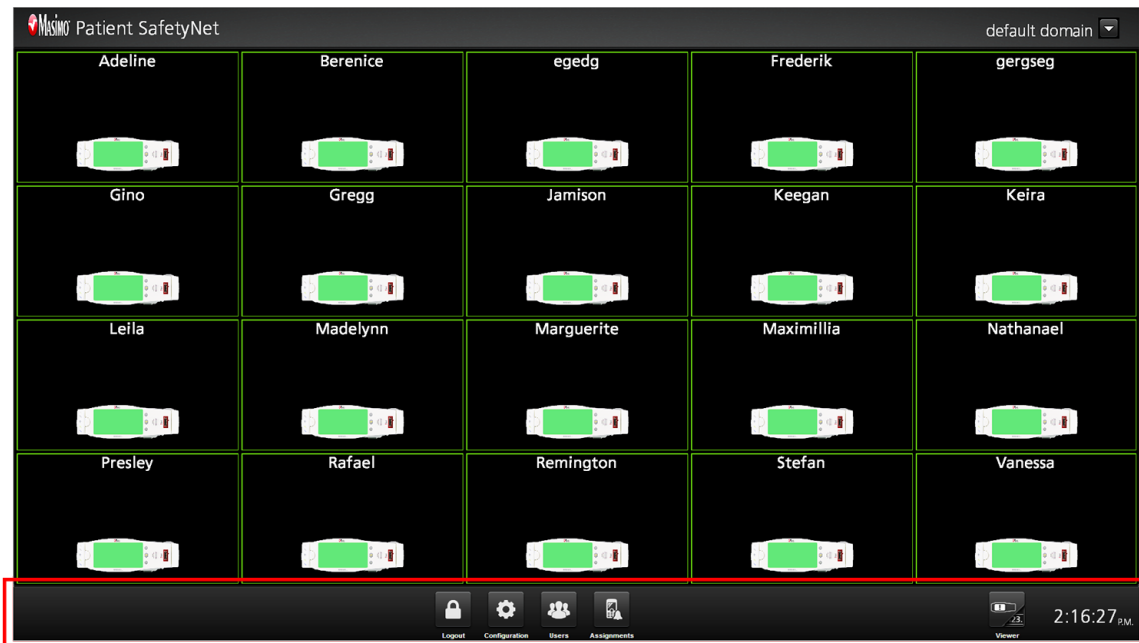 Masimo Patient SafetyNet default domain
Adeline Berenice egedg Frederik gergseg
Gino Gregg Jamison Keegan Keira
Leila Madelynn Marguerite Maximillia Nathanael
Presley Rafael Remington Stefan Vanessa
23.
2:16:27 P.M.
Logout Configuration Users Assignments Viewer